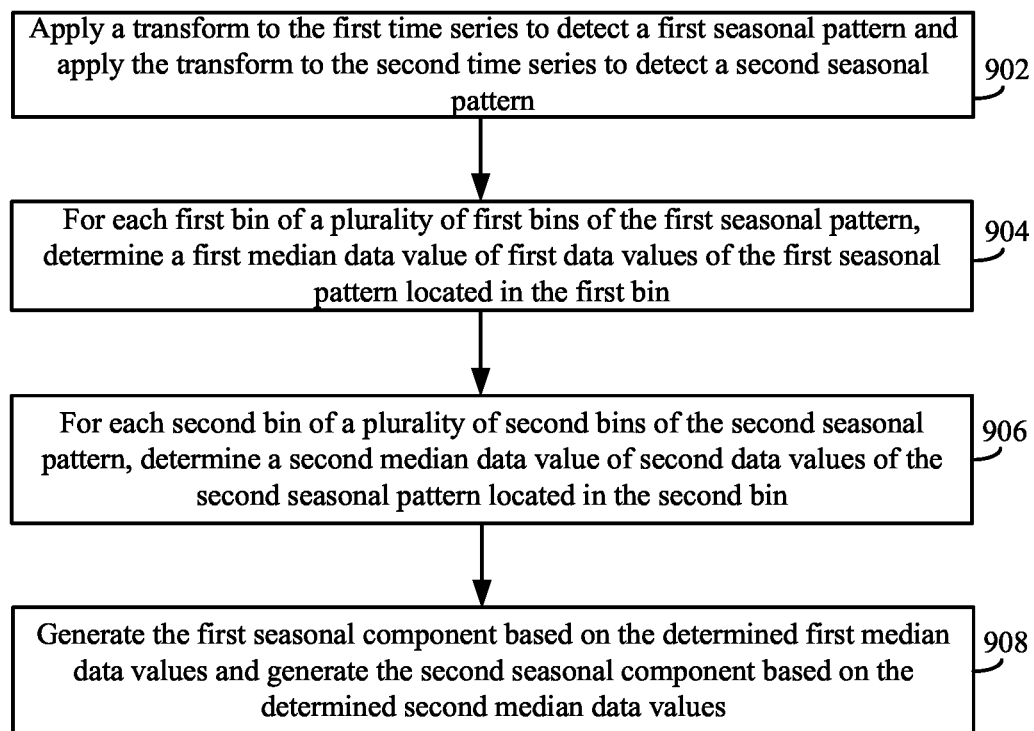 Apply a transform to the first time series to detect a first seasonal pattern and
apply the transform to the second time series to detect a second seasonal
pattern
902
For each first bin of a plurality of first bins of the first seasonal pattern,
determine a first median data value of first data values of the first seasonal
pattern located in the first bin
904
For each second bin of a plurality of second bins of the second seasonal
pattern, determine a second median data value of second data values of the
second seasonal pattern located in the second bin
906
Generate the first seasonal component based on the determined first median
data values and generate the second seasonal component based on the
determined second median data values
908